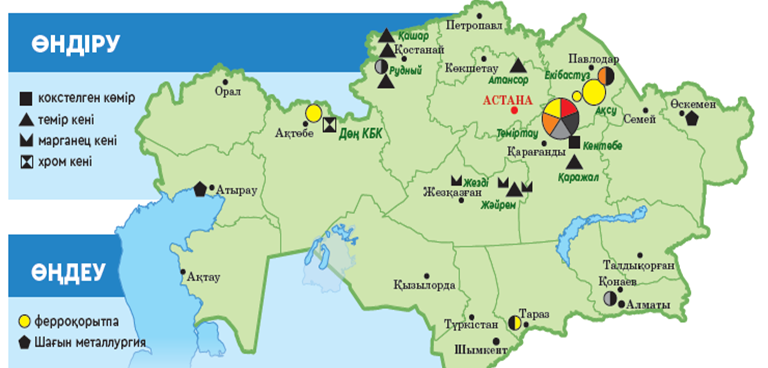 ӨНДІРУ
кокстелген көмір
темір кені
марганец кені
хром кені
ӨҢДЕУ
ферроқорытпа
Шағын металлургия
Петропавл
Қашар
Қостанай
Рудный
Көкшетау
Атансор
Павлодар
Екібастұз
Ақсу
АСТАНА
Орал
Ақтөбе
Дөң КБК
Теміртау
Қарағанды
Кентөбе
Қаражал
Семей
Өскемен
Атырау
Жезді
Жезқазған
Жәйрем
Ақтау
Қызылорда
Талдықорған
Қонаев
Алматы
Түркістан
Тараз
Шымкент